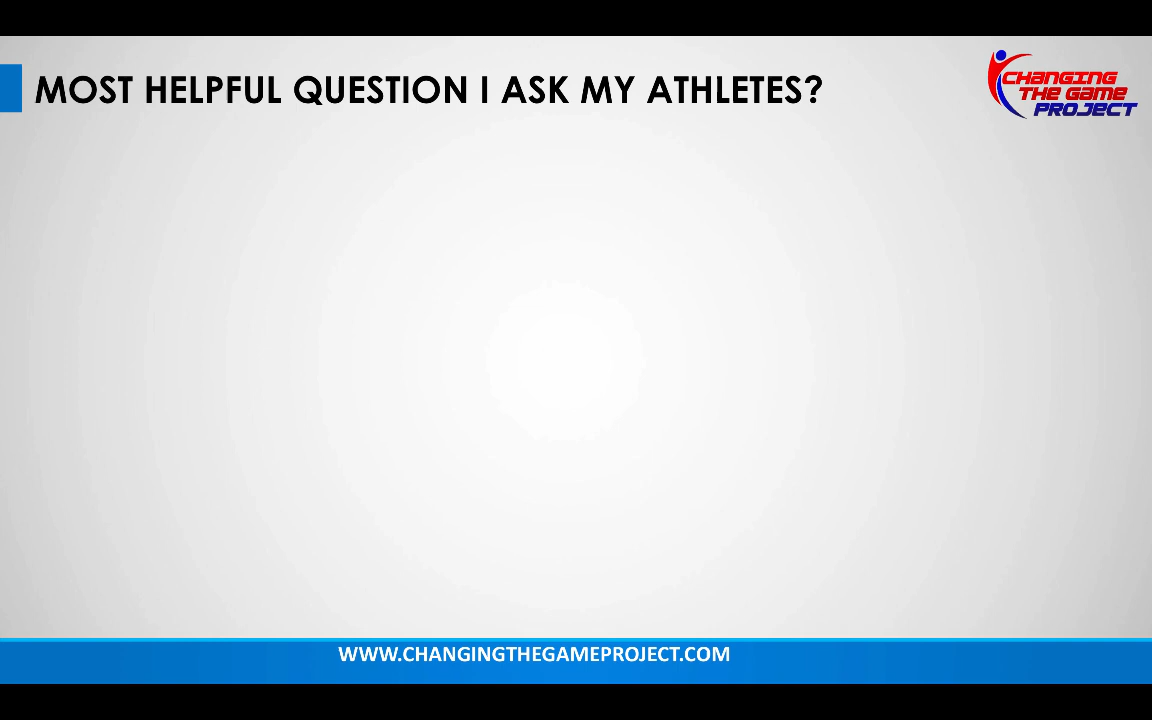 MOST HELPFUL QUESTION I ASK MY ATHLETES?
CHANGING
THE GAME
PROJECT
WWW.CHANGINGTHEGAMEPROJECT.COM